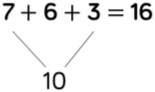 7 + 6 + 3 = 16
10